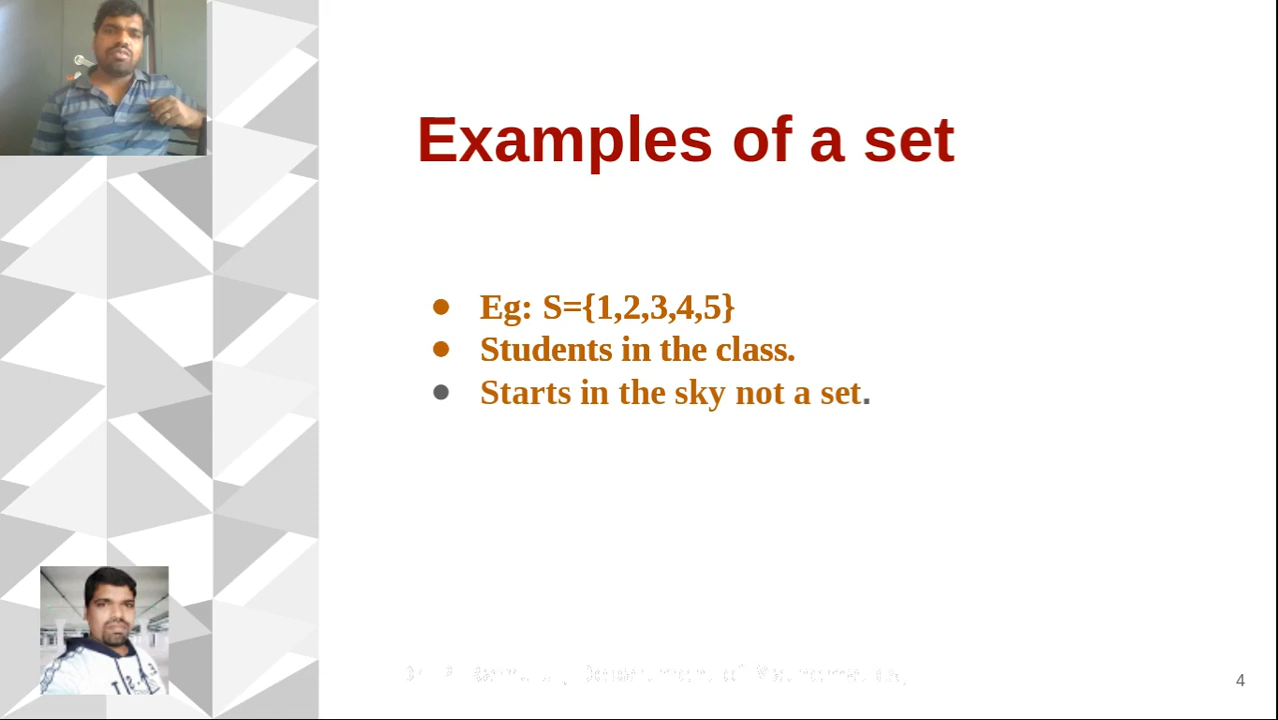 Examples of a set
Eg: S={1,2,3,4,5}
Students in the class.
Starts in the sky not a set.
4